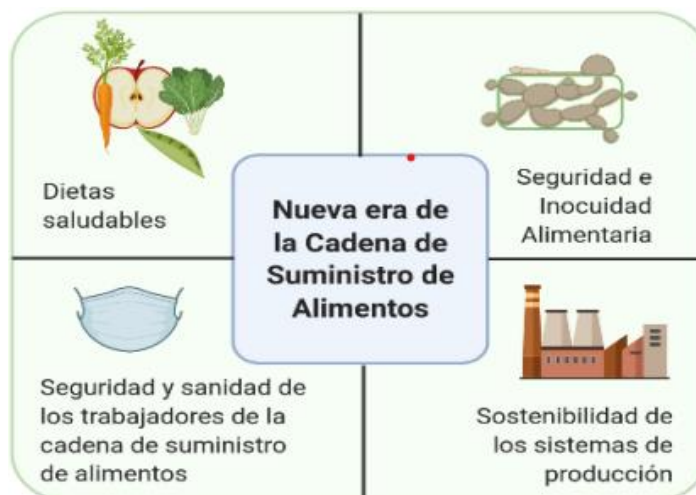 Dietas
saludables
Seguridad e
Inocuidad
Alimentaria
Nueva era de
la Cadena de
Suministro de
Alimentos
Seguridad y sanidad de
los trabajadores de la
cadena de suministro
de alimentos
Sostenibilidad de
los sistemas de
producción